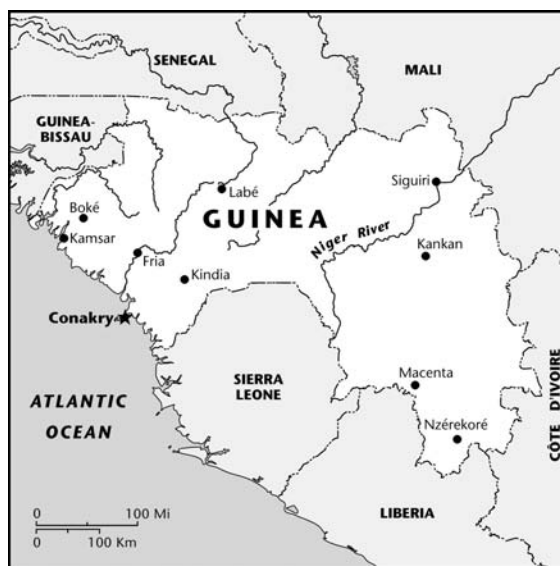 SENEGAL
MALI
GUINEA-
BISSAU
Siguiri
Labé
Boké
GUINEA
Niger River
Kamsar
Fria
Kankan
Kindia
Conakry
SIERRA
LEONE
Macenta
ATLANTIC
OCEAN
CÔTE D'IVOIRE
Nzérekoré
LIBERIA
0 100 Mi
0 100 Km